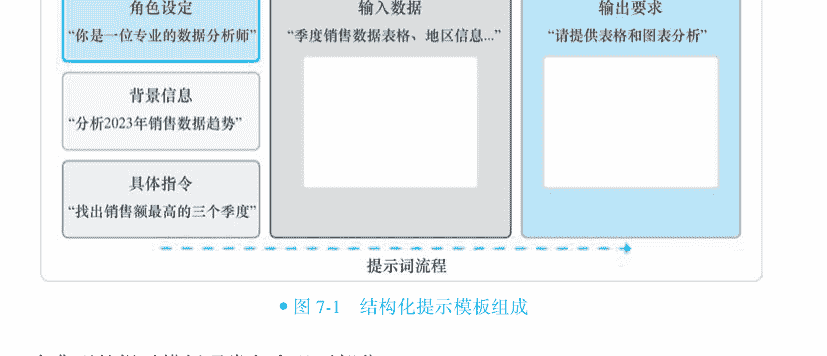 角色设定
“你是一位专业的数据分析师”
背景信息
“分析2023年销售数据趋势”
具体指令
“找出销售额最高的三个季度”
输入数据
“季度销售数据表格、地区信息...”
输出要求
“请提供表格和图表分析”
提示词流程
图 7-1 结构化提示模板组成